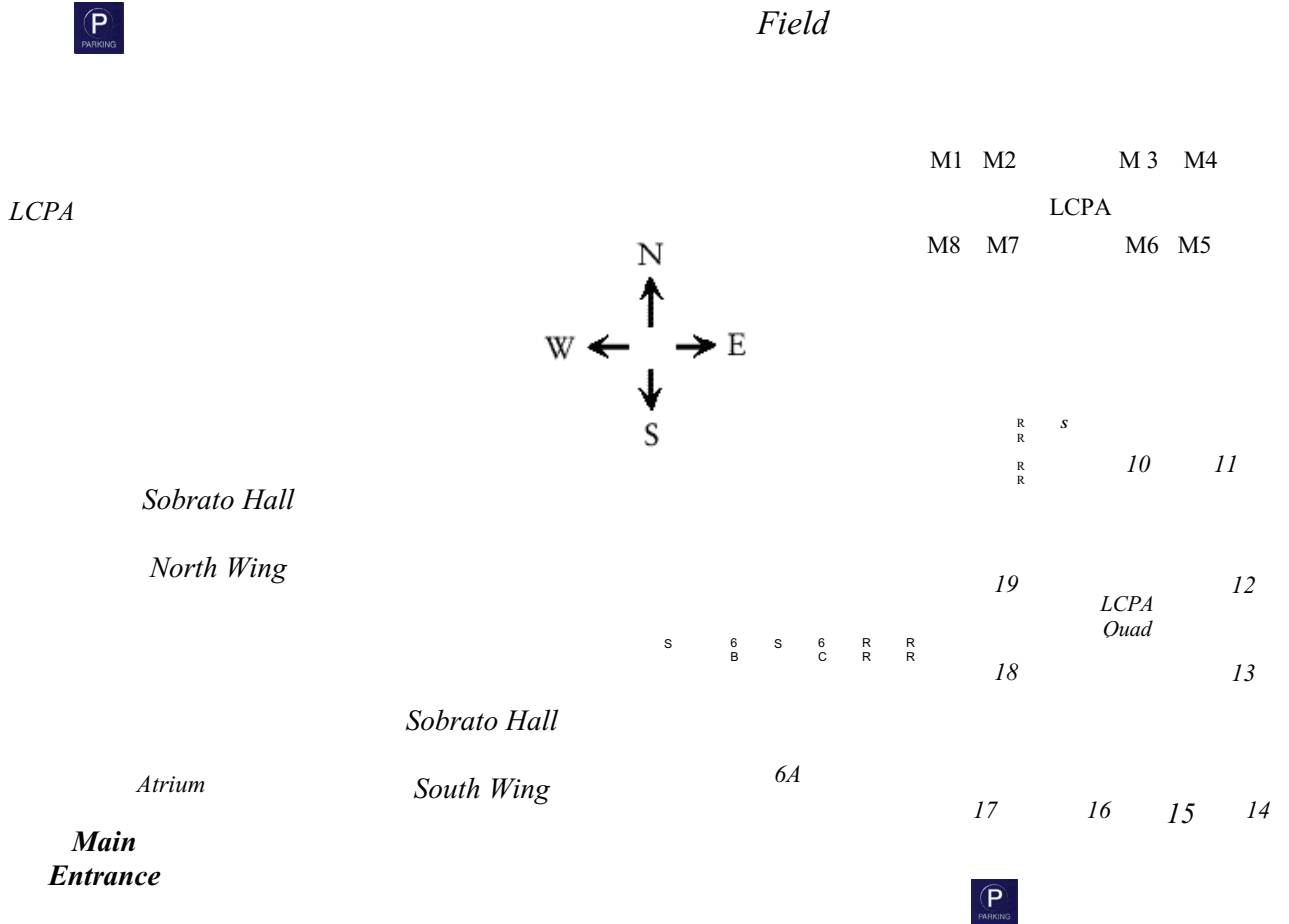 P
PARKING
Field
M1 M2 M 3 M4
LCPA
LCPA
M8 M7 M6 M5
N
W E
S
R R s
R R
10 11
Sobrato Hall
North Wing
19 12
LCPA
Quad
S 6 B S 6 C R R R R
18 13
Sobrato Hall
South Wing
Atrium
6A
17 16 15 14
Main
Entrance
P
PARKING